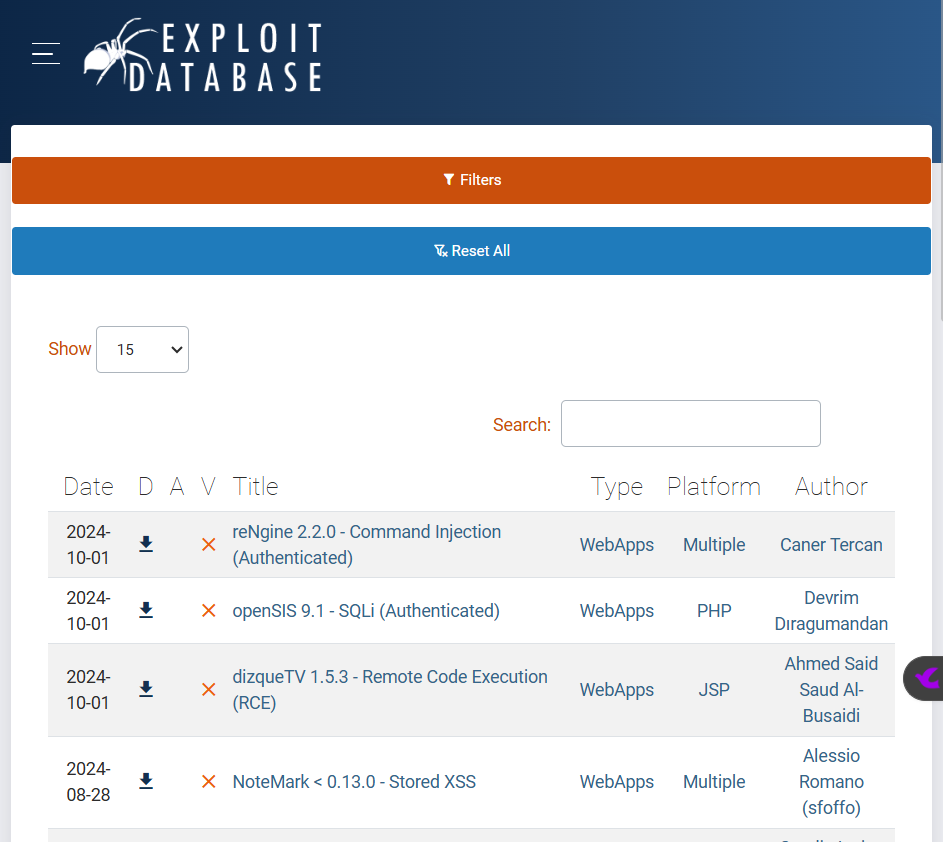 EXPLOIT
DATABASE
Filters
Reset All
Show 15
Search:
Date D A V Title Type Platform Author
2024-10-01 reNgine 2.2.0 - Command Injection (Authenticated) WebApps Multiple Caner Tercan
2024-10-01 openSIS 9.1 - SQLi (Authenticated) WebApps PHP Devrim Dıragumandan
2024-10-01 dizqueTV 1.5.3 - Remote Code Execution (RCE) WebApps JSP Ahmed Said Saud Al-Busaidi
2024-08-28 NoteMark < 0.13.0 - Stored XSS WebApps Multiple Alessio Romano (sfoffo)